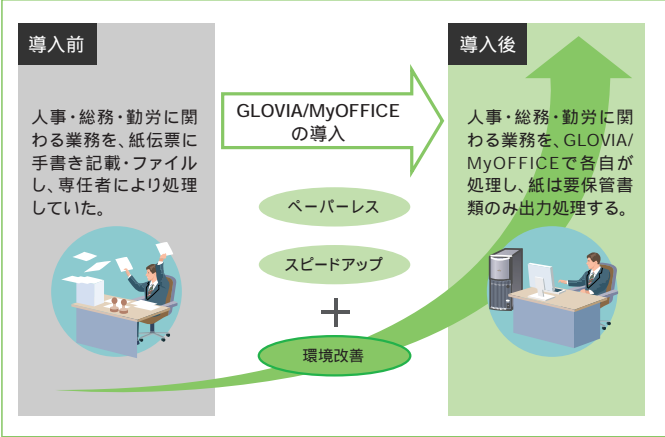 導入前
人事・総務・勤労に関
わる業務を、紙伝票に
手書き記載・ファイル
し、専任者により処理
していた。
GLOVIA/MyOFFICE
の導入
ペーパーレス
スピードアップ
＋
環境改善
導入後
人事・総務・勤労に関
わる業務を、GLOVIA/
MyOFFICEで各自が
処理し、紙は要保管書
類のみ出力処理する。